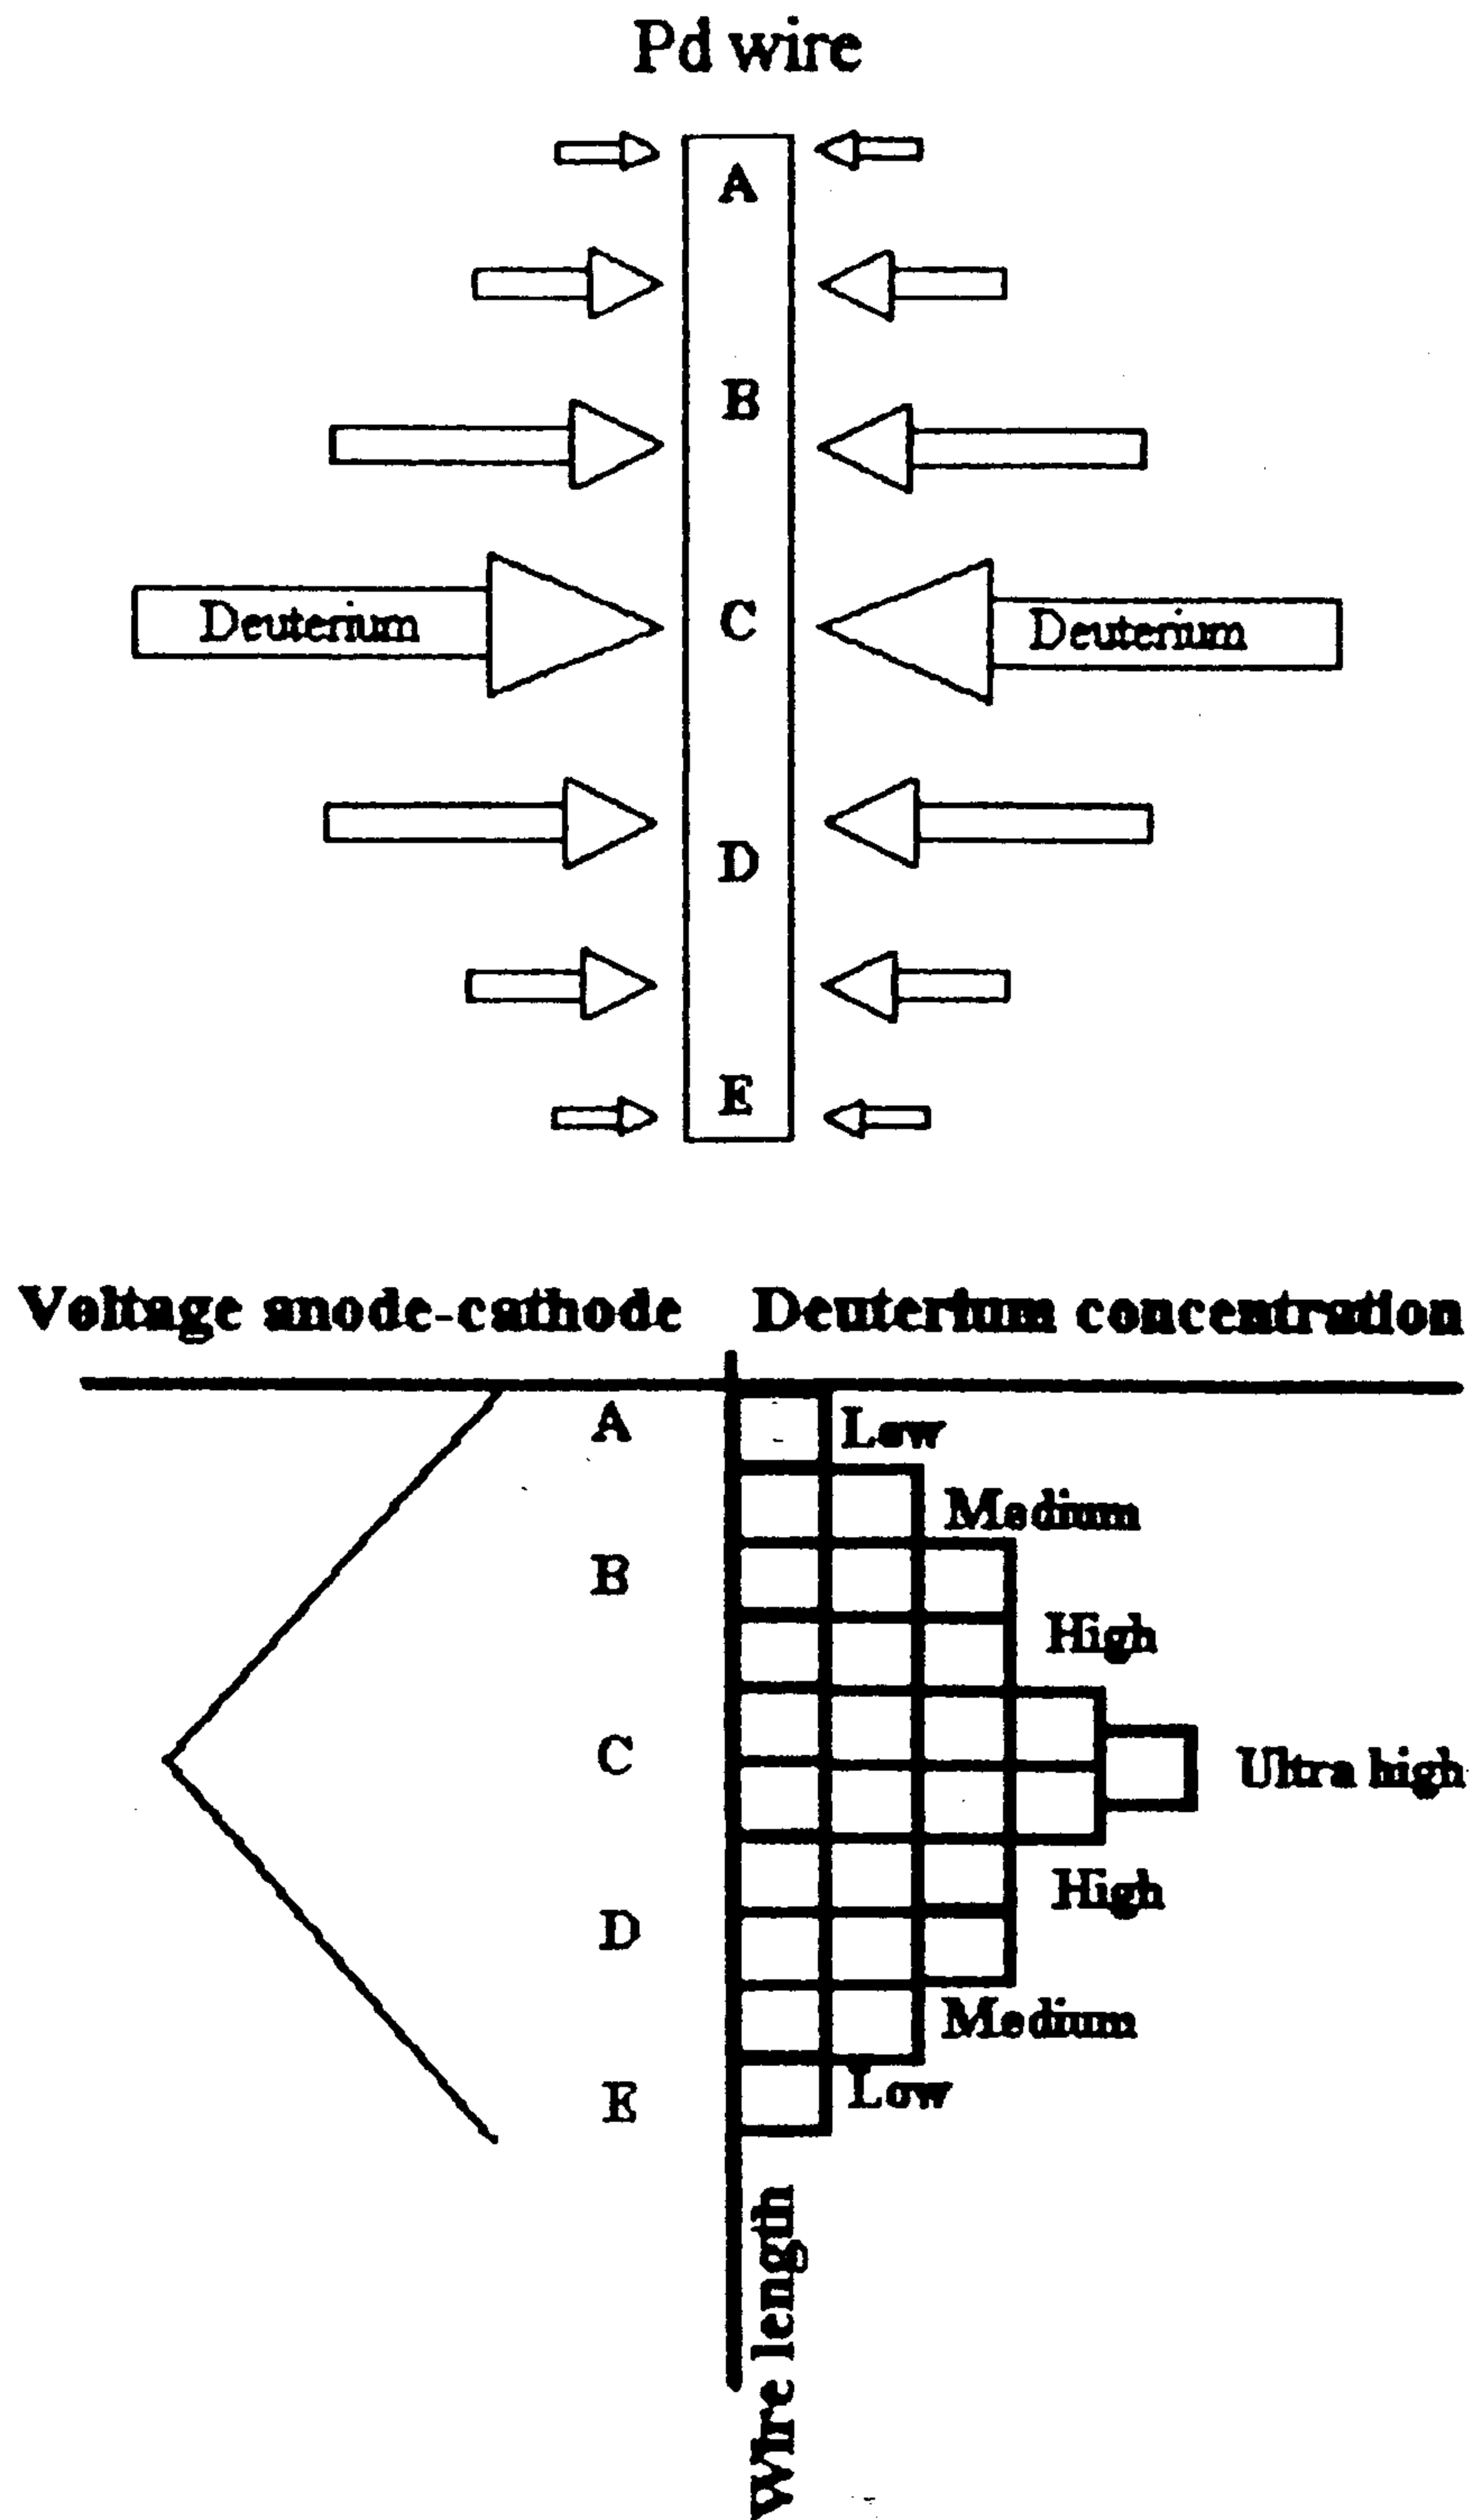 Pd wire
A
B
Deuterium C Deuterium
D
E
Voltage anode-cathode Deuterium concentration
A Low
Medium
B
High
C Ultra high
High
D
Medium
E Low
Wire length